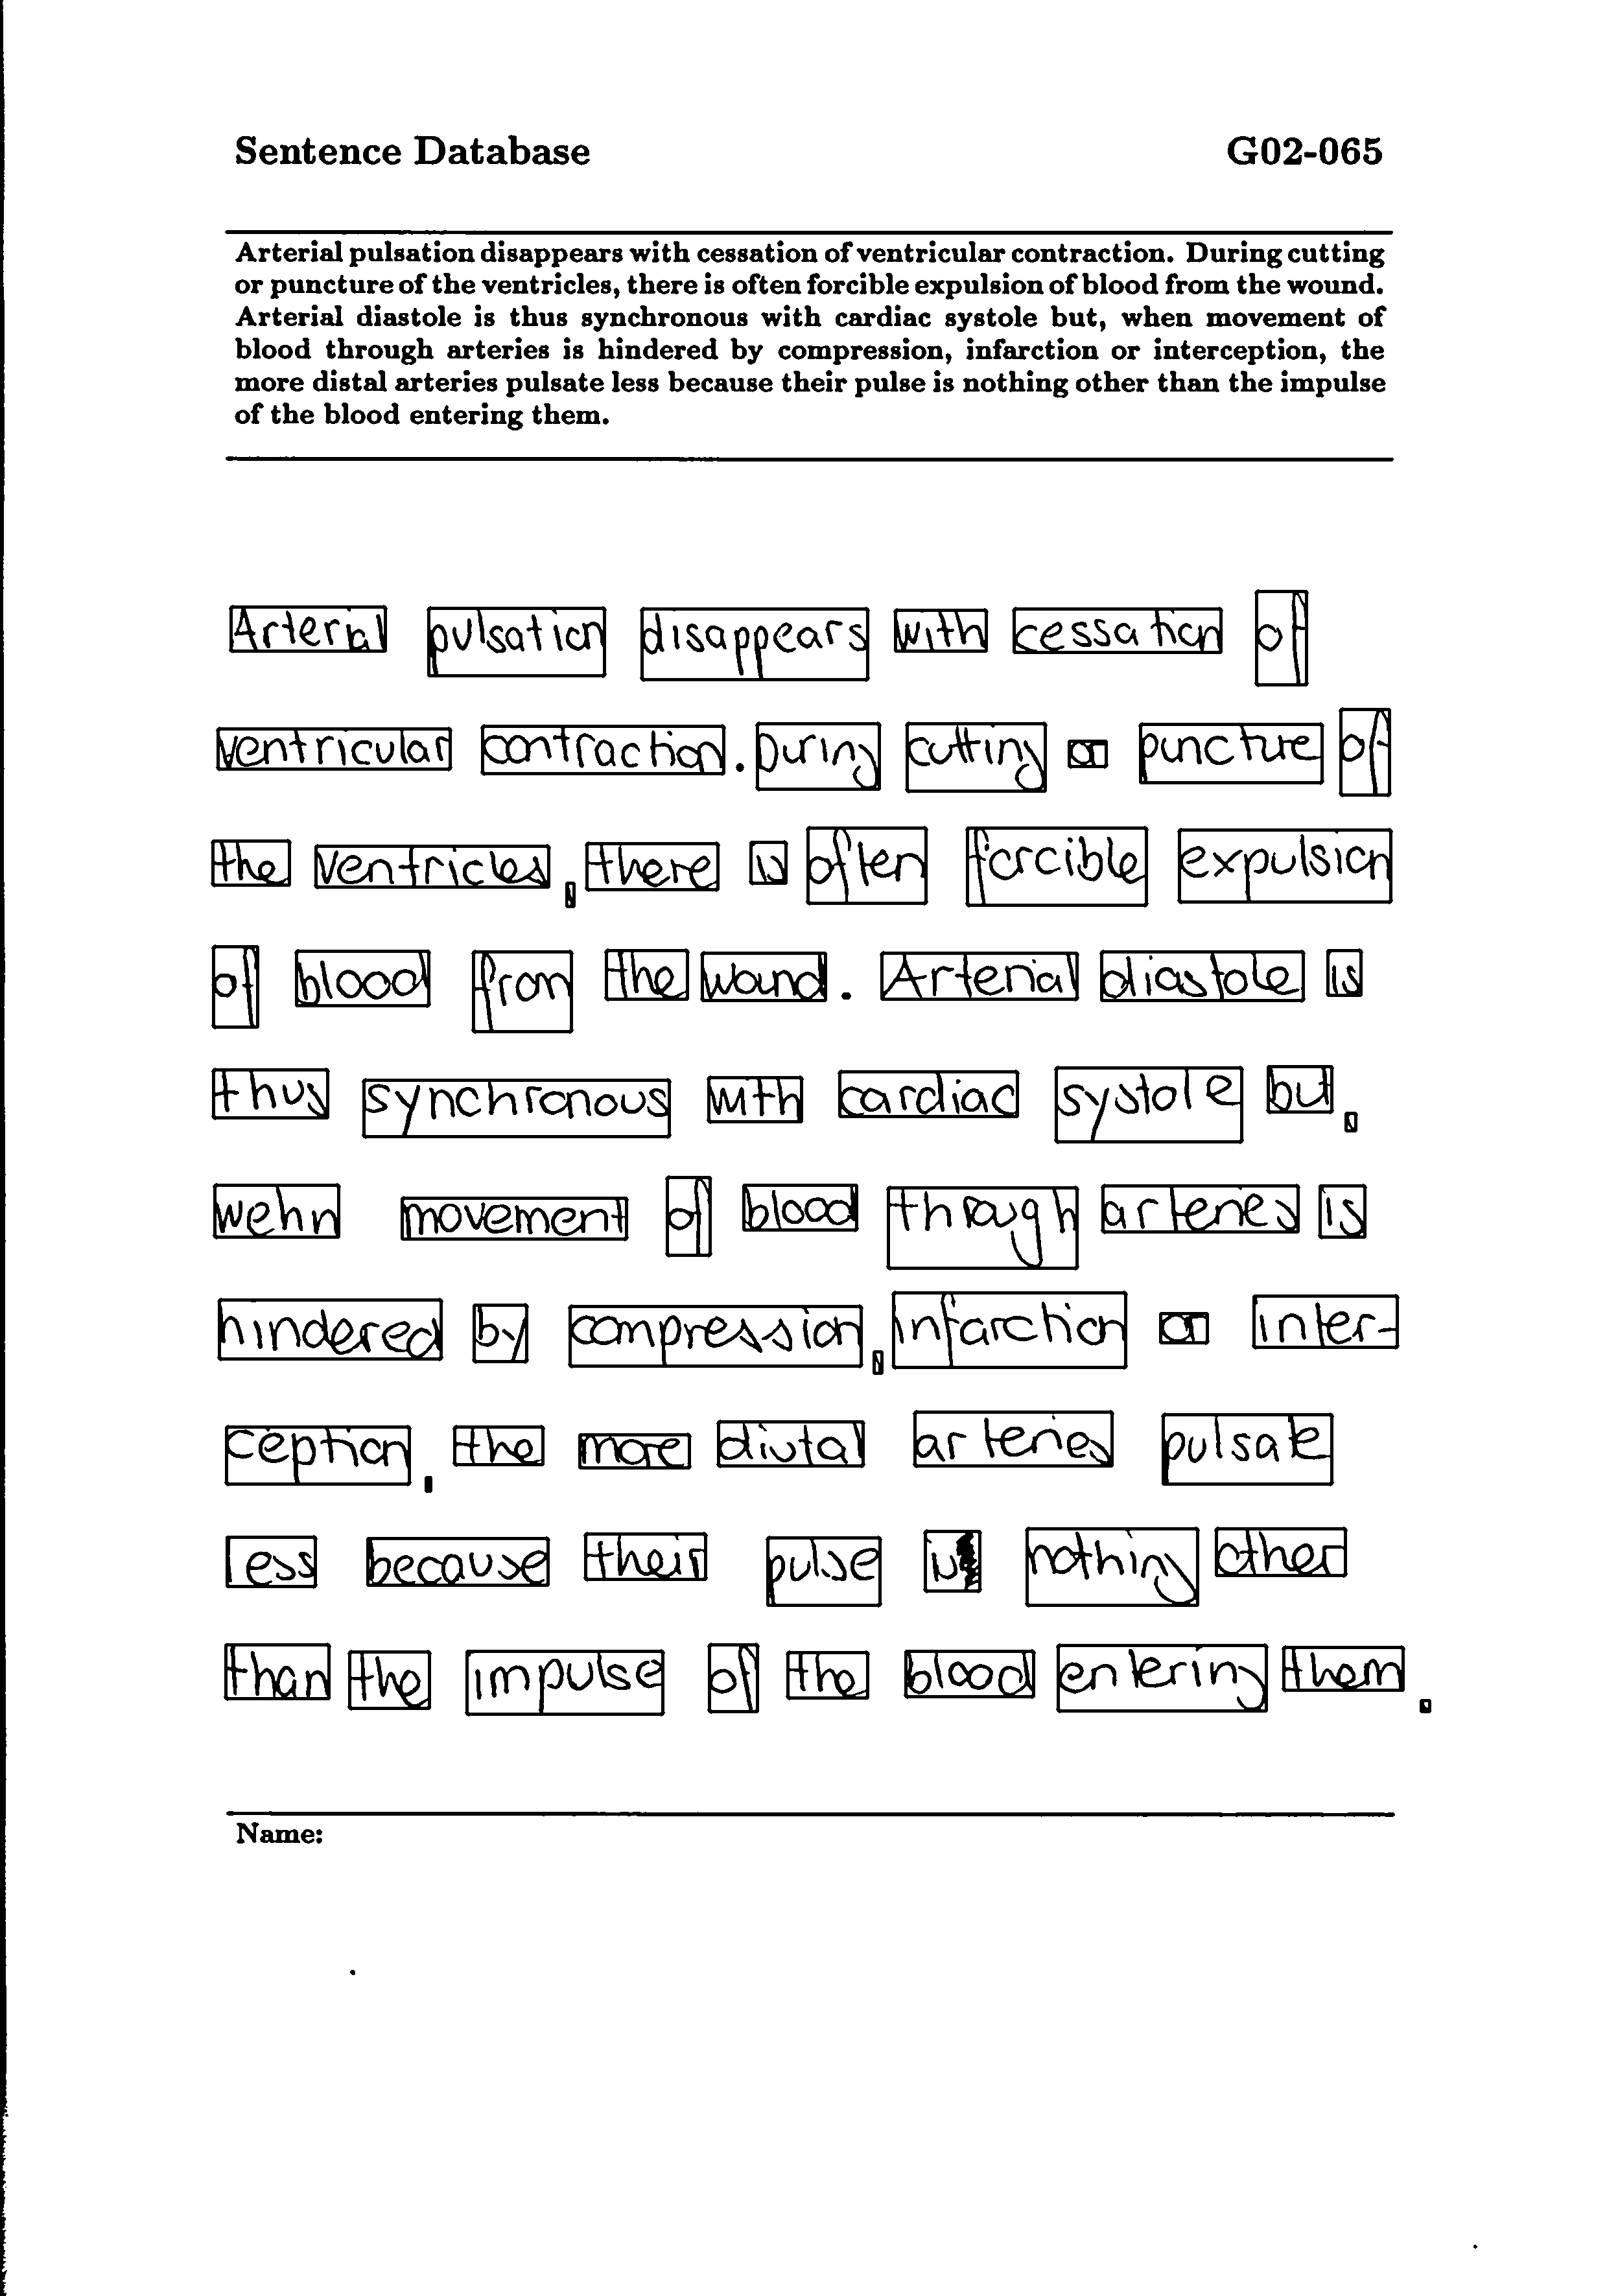 Sentence Database G02-065
Arterial pulsation disappears with cessation of ventricular contraction. During cutting
or puncture of the ventricles, there is often forcible expulsion of blood from the wound.
Arterial diastole is thus synchronous with cardiac systole but, when movement of
blood through arteries is hindered by compression, infarction or interception, the
more distal arteries pulsate less because their pulse is nothing other than the impulse
of the blood entering them.
Arterial pulsation disappears with cessation of
ventricular contraction. During cutting or puncture of
the ventricles, there is often forcible expulsion
of blood from the wound. Arterial diastole is
thus synchronous with cardiac systole but,
wehn movement of blood through arteries is
hindered by compression, infarction or inter-
ception, the more distal arteries pulsate
less because their pulse is nothing other
than the impulse of the blood entering them.
Name: